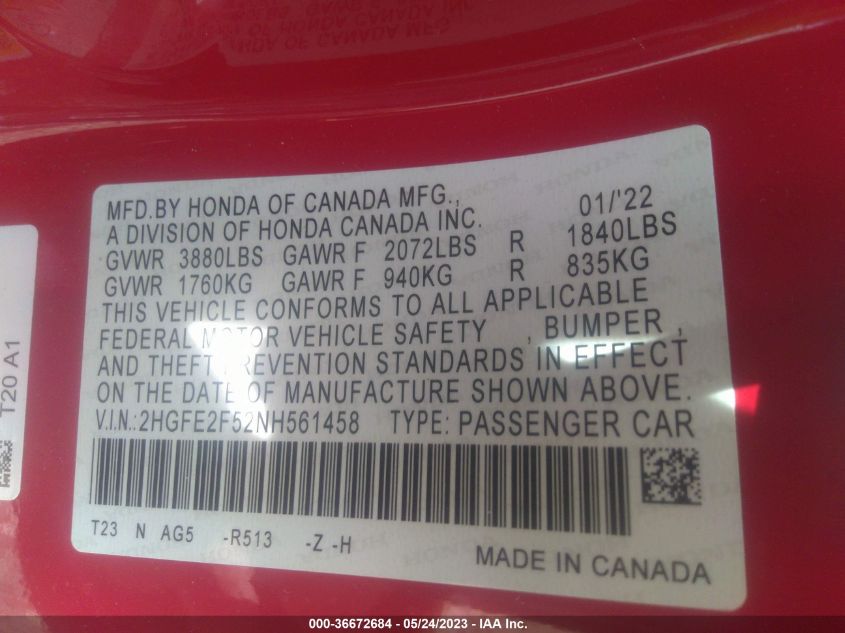 MFD.BY HONDA OF CANADA MFG., 01/'22
A DIVISION OF HONDA CANADA INC.
GVWR 3880LBS GAWR F 2072LBS R 1840LBS
GVWR 1760KG GAWR F 940KG R 835KG
THIS VEHICLE CONFORMS TO ALL APPLICABLE
FEDERAL MOTOR VEHICLE SAFETY , BUMPER ,
AND THEFT PREVENTION STANDARDS IN EFFECT
ON THE DATE OF MANUFACTURE SHOWN ABOVE.
V.I.N.:2HGFE2F52NH561458 TYPE: PASSENGER CAR
T23 N AG5 -R513 -Z -H
MADE IN CANADA
T20 A1
000-36672684 / 05/24/2023 - IAA Inc.